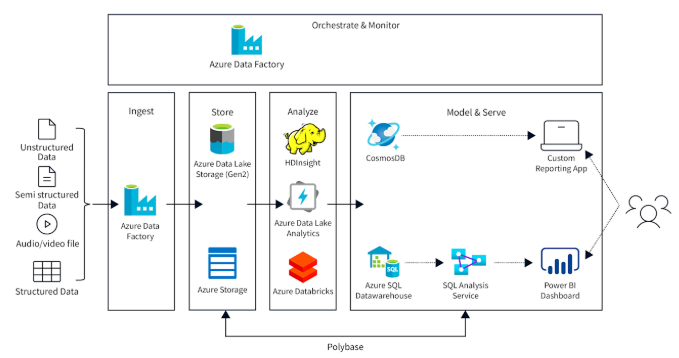 Orchestrate & Monitor
Azure Data Factory
Ingest
Store
Analyze
Model & Serve
Unstructured
Data
Semi structured
Data
Audio/video file
Structured Data
Azure Data
Factory
Azure Data Lake
Storage (Gen2)
Azure Storage
HDInsight
Azure Data Lake
Analytics
Azure Databricks
CosmosDB
Custom
Reporting App
SQL
Azure SQL
Datawarehouse
SQL Analysis
Service
Power BI
Dashboard
Polybase